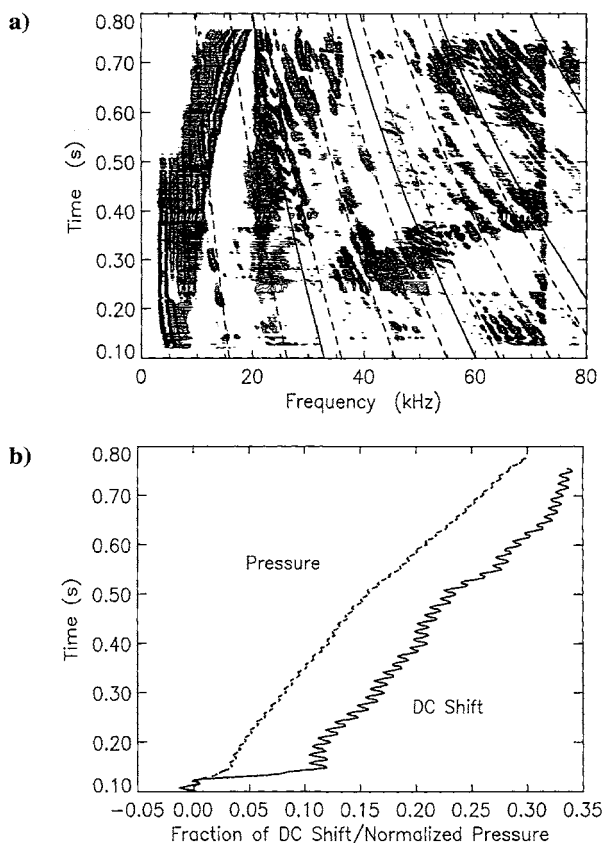 a)
0.80
0.70
0.60
0.50
0.40
0.30
0.20
0.10
Time (s)
0 20 40 60 80
Frequency (kHz)
b)
0.80
0.70
0.60
0.50
0.40
0.30
0.20
0.10
Time (s)
Pressure
DC Shift
-0.05 0.00 0.05 0.10 0.15 0.20 0.25 0.30 0.35
Fraction of DC Shift/Normalized Pressure